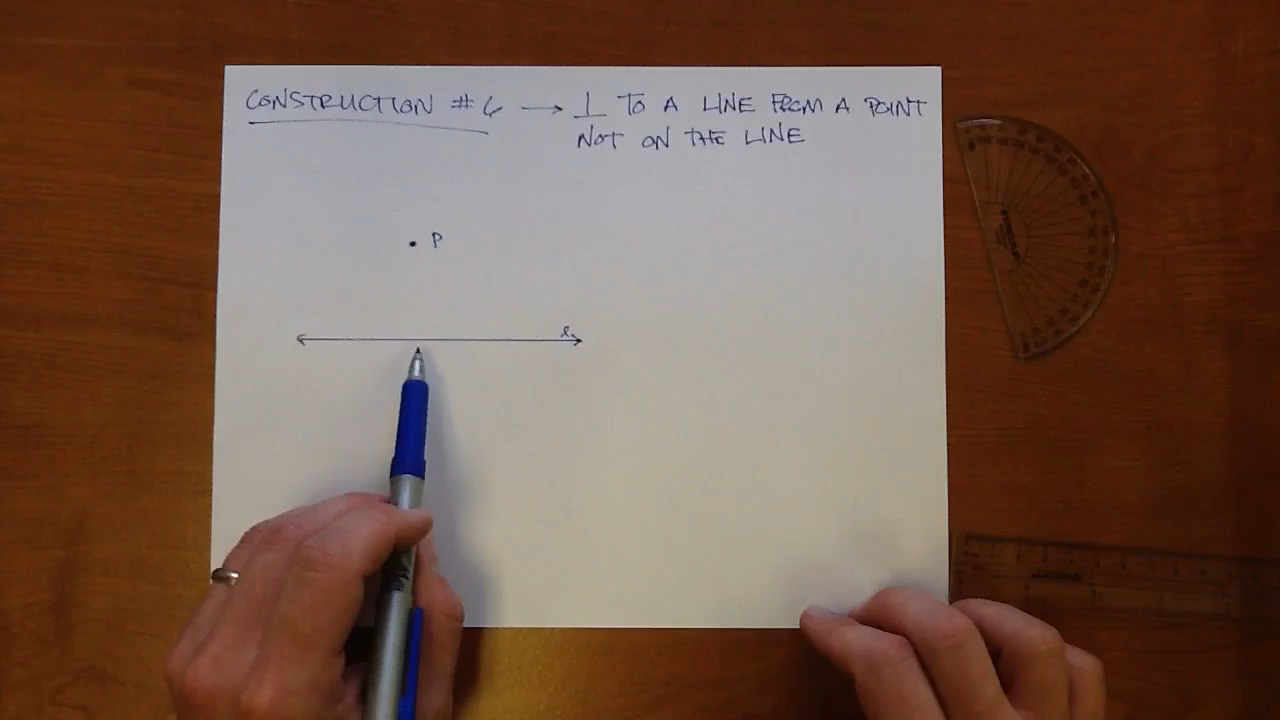 CONSTRUCTION #6 → ⊥ TO A LINE FROM A POINT
NOT ON THE LINE
P
l